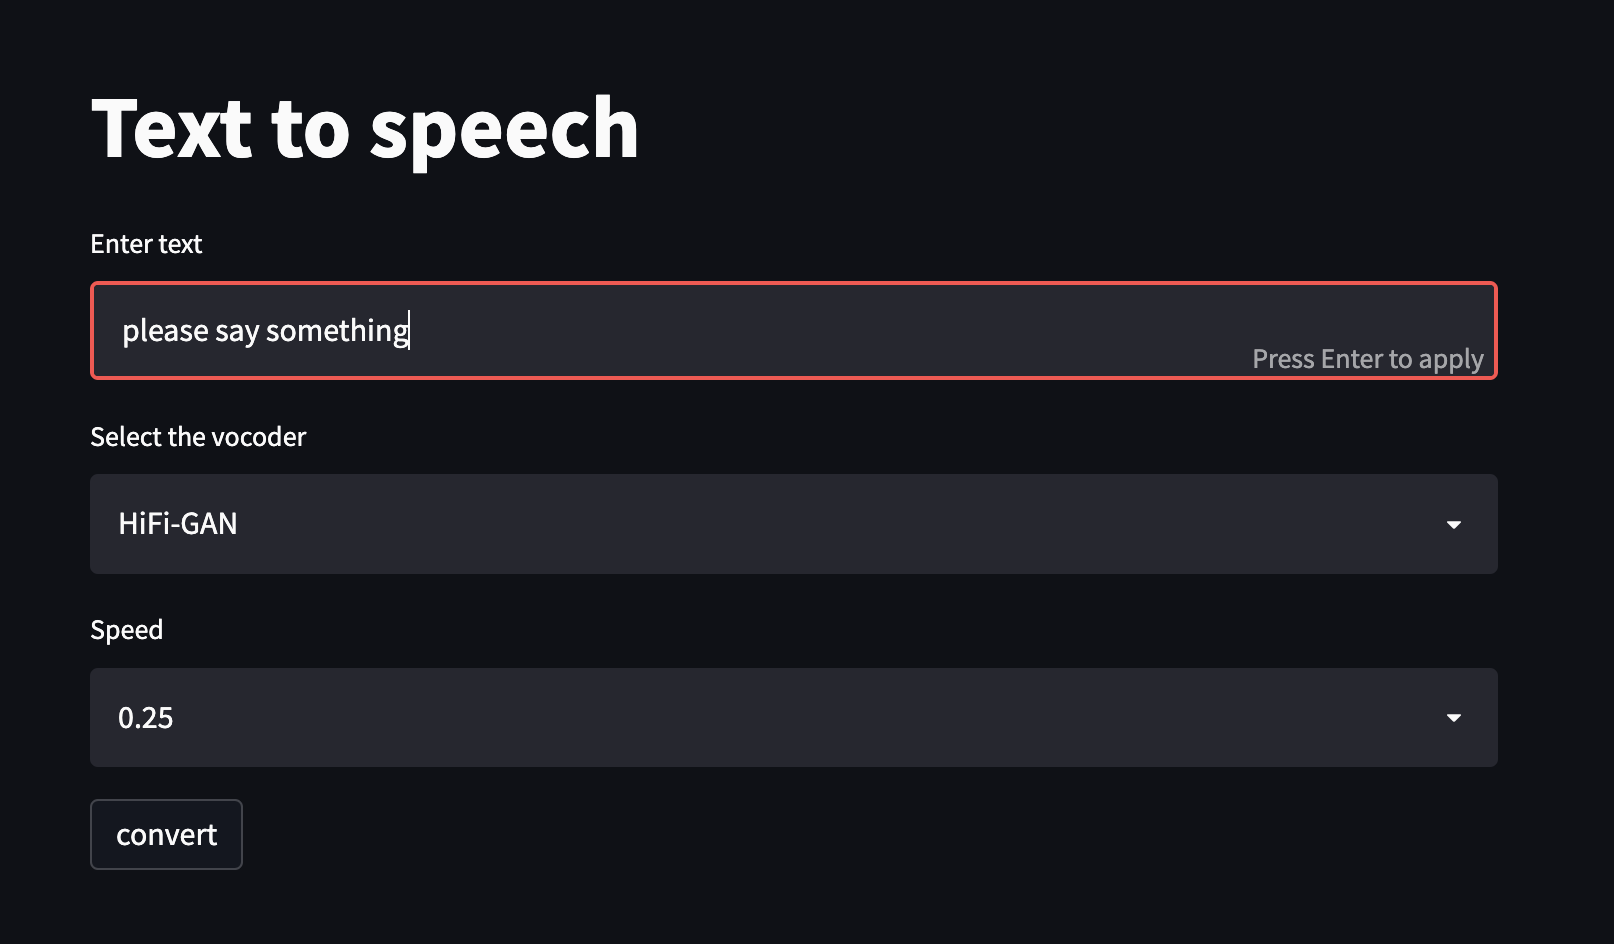 Text to speech
Enter text
please say something
Press Enter to apply
Select the vocoder
HiFi-GAN
Speed
0.25
convert